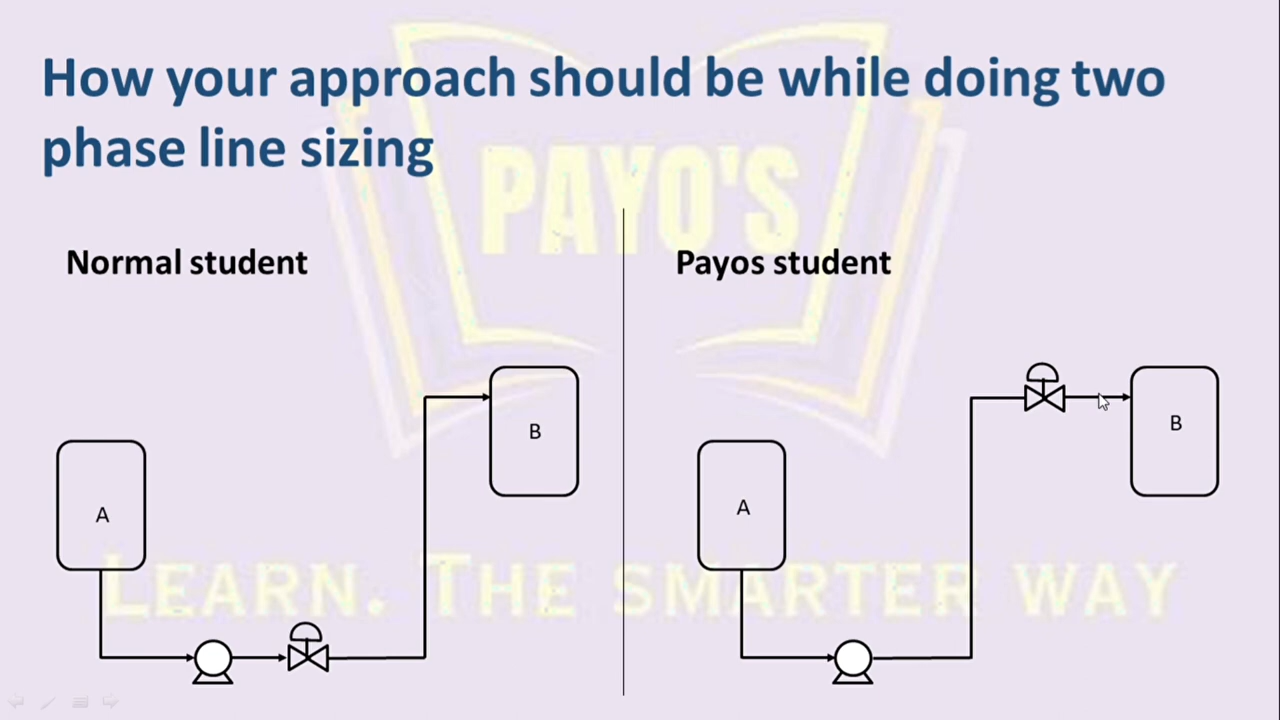 How your approach should be while doing two
phase line sizing
PAYO'S
Normal student
Payos student
B
B
A
A
LEARN. THE SMARTER WAY